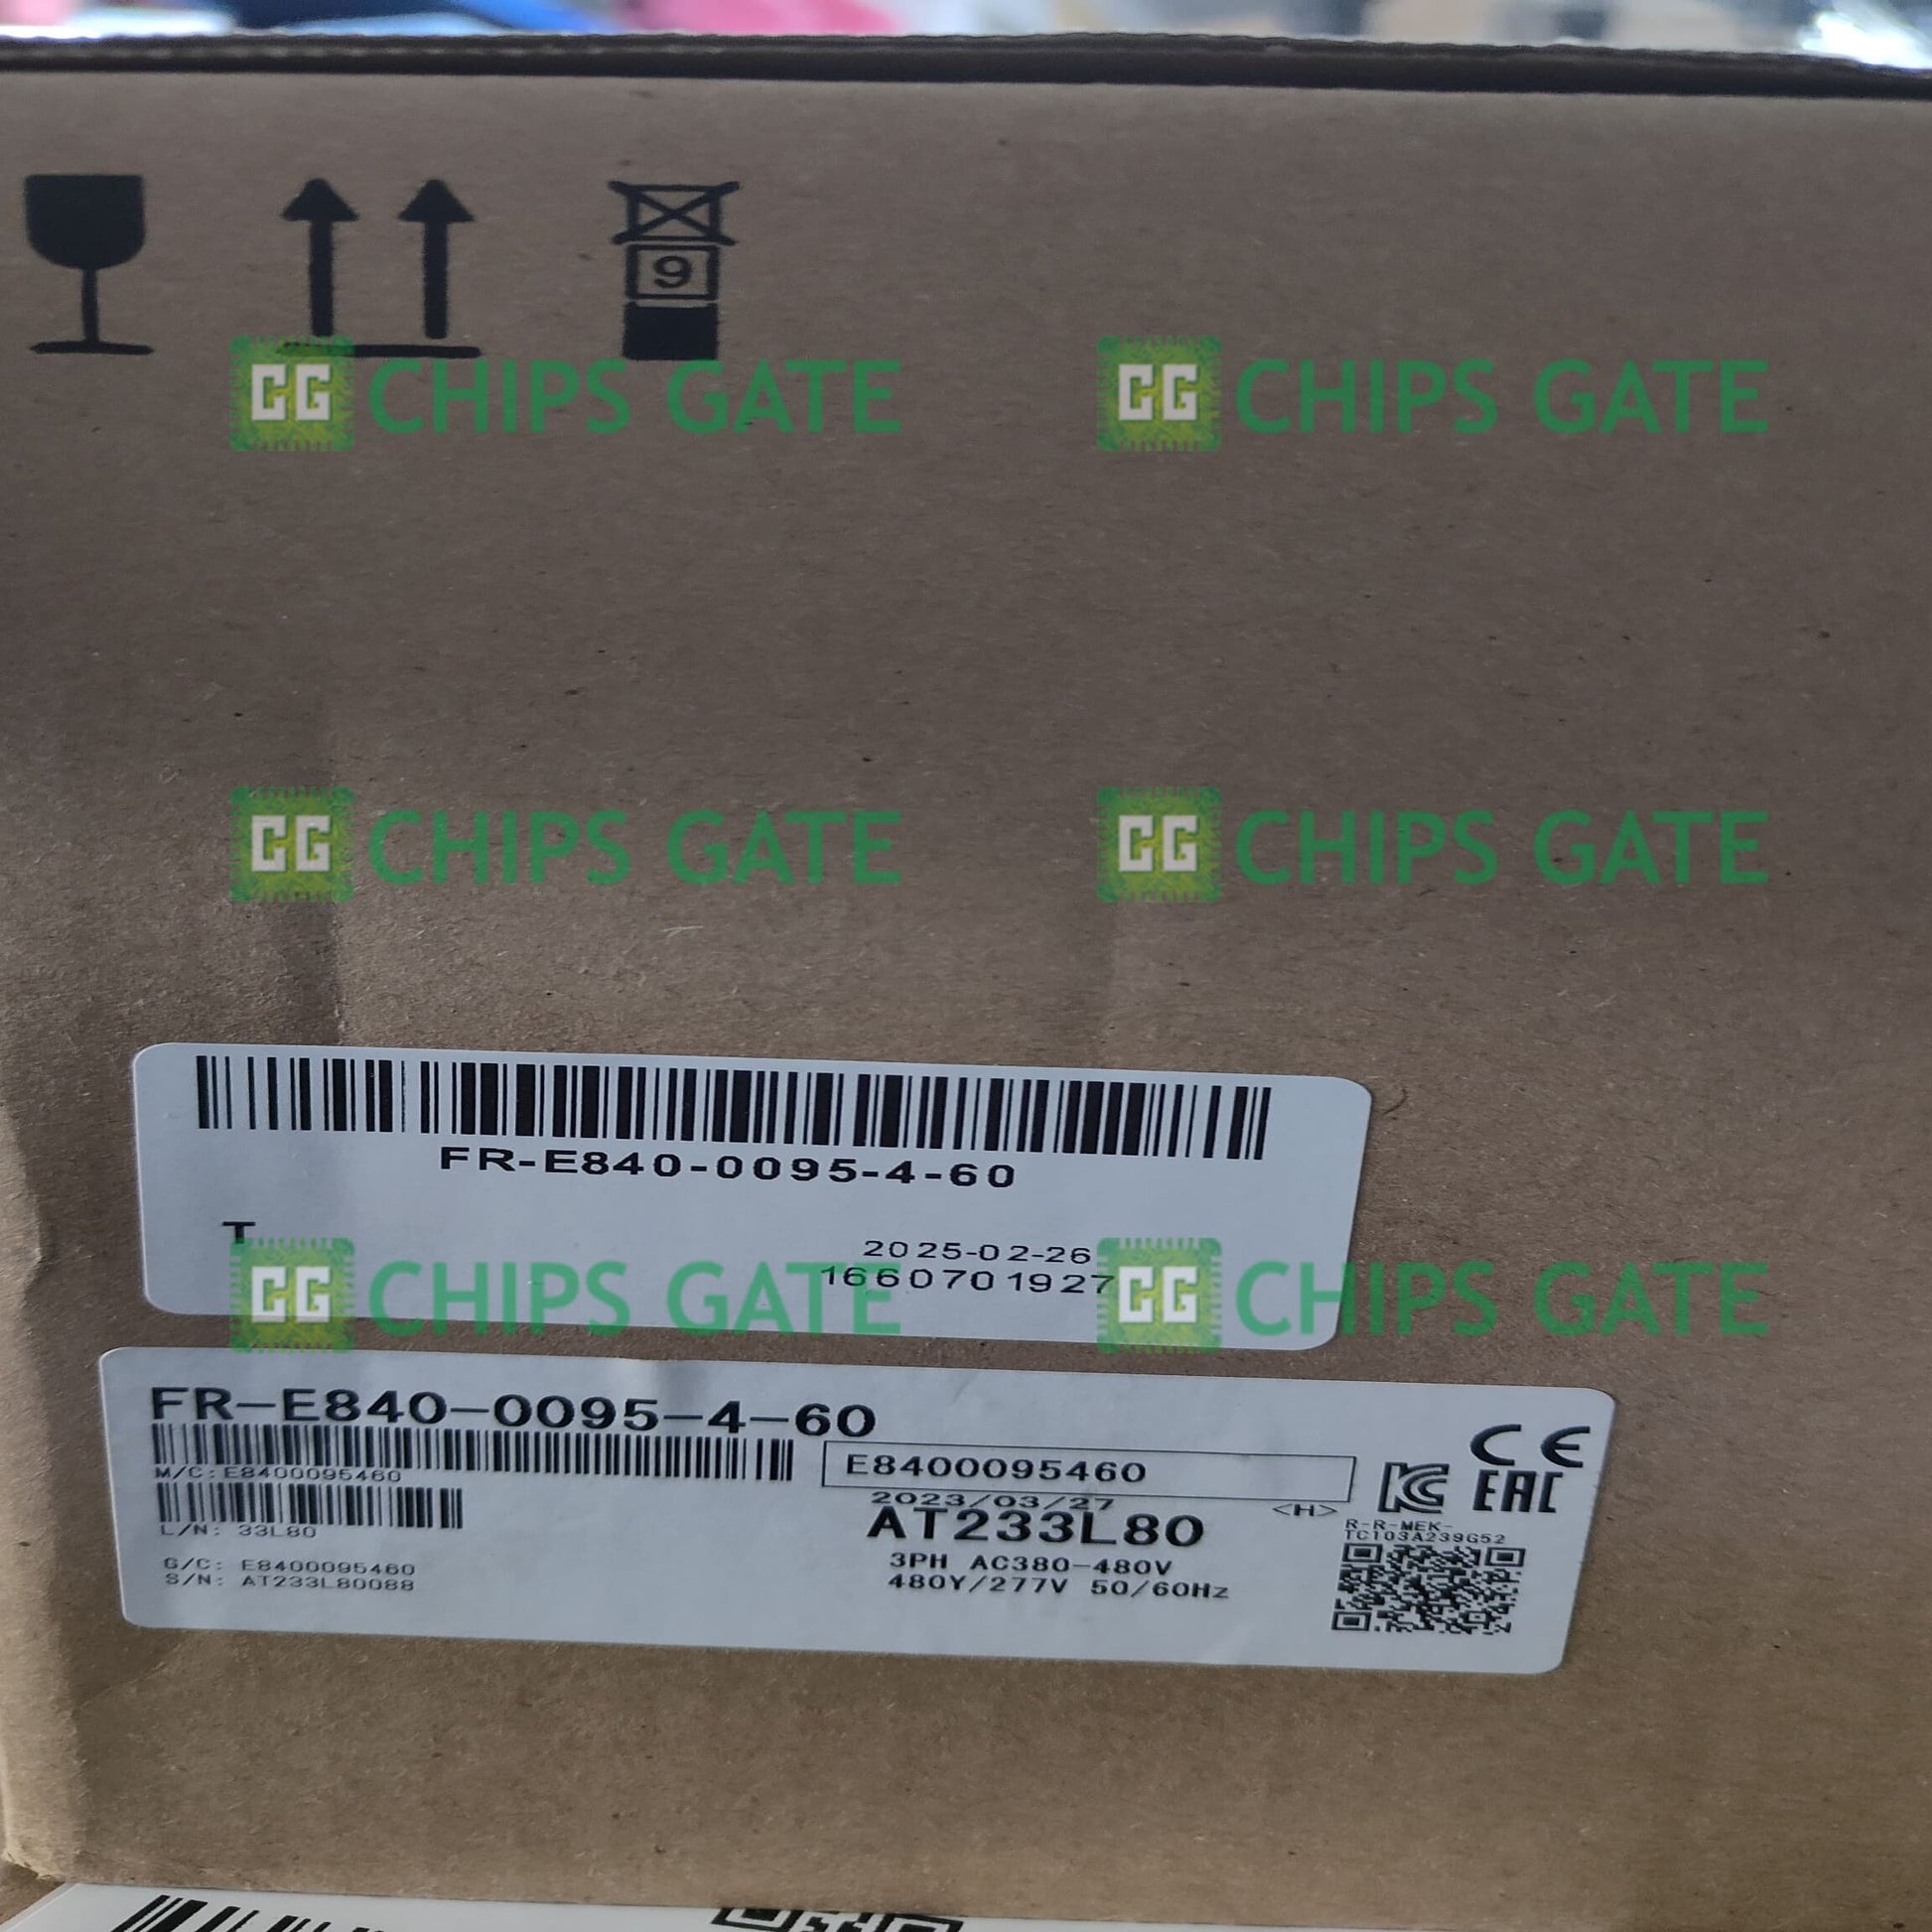 9
CG CHIPS GATE
CG CHIPS GATE
CG CHIPS GATE
CG CHIPS GATE
FR-E840-0095-4-60
T
2025-02-26
1660701927
CG CHIPS GATE
CG CHIPS GATE
FR-E840-0095-4-60
M/C: E8400095460
L/N: 33L80
G/C: E8400095460
S/N: AT233L80088
E8400095460
2023/03/27 <H>
AT233L80
3PH AC380-480V
480Y/277V 50/60Hz
CE
KC EAC
R-R-MEK-
TC103A239G52